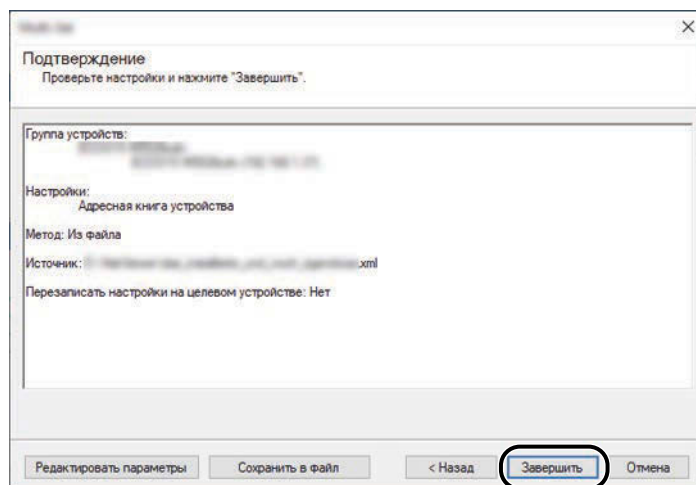 Подтверждение
Проверьте настройки и нажмите "Завершить".
Группа устройств:
Настройки:
Адресная книга устройства
Метод: Из файла
Источник: .xml
Перезаписать настройки на целевом устройстве: Нет
Редактировать параметры
Сохранить в файл
< Назад
Завершить
Отмена